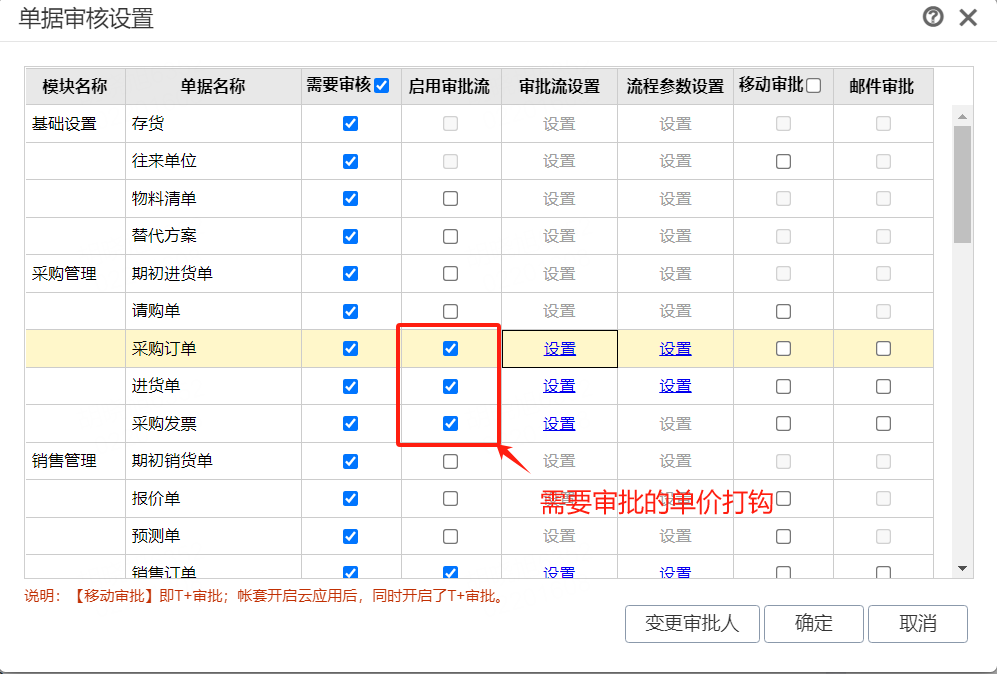 单据审核设置
模块名称 单据名称 需要审核 启用审批流 审批流设置 流程参数设置 移动审批 邮件审批
基础设置 存货 设置 设置
往来单位 设置 设置
物料清单 设置 设置
替代方案 设置 设置
采购管理 期初进货单 设置 设置
请购单 设置 设置
采购订单 设置 设置
进货单 设置 设置
采购发票 设置 设置
销售管理 期初销货单 设置 设置
报价单 设置 设置
需要审批的单价打钩
预测单 设置 设置
销售订单 设置 设置
说明：【移动审批】即T+审批；帐套开启云应用后，同时开启了T+审批。
变更审批人 确定 取消